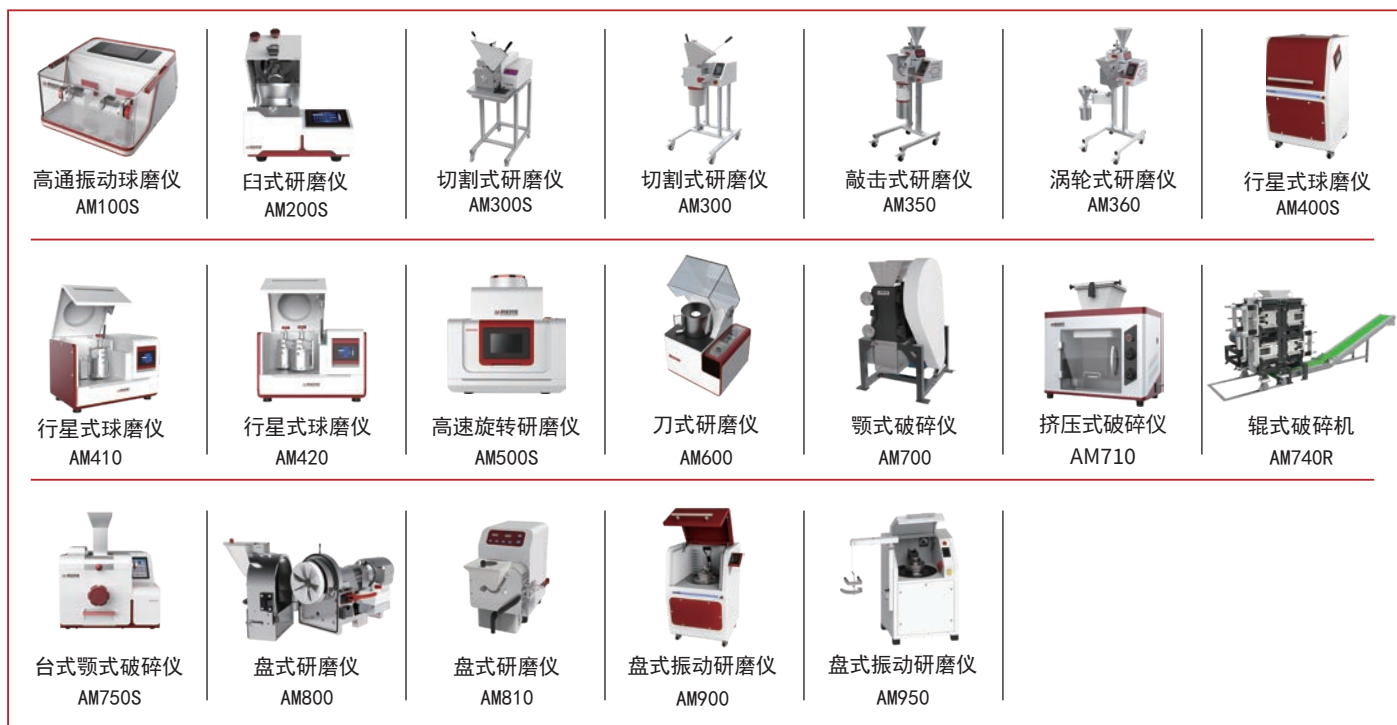 高通振动球磨仪
AM100S
臼式研磨仪
AM200S
切割式研磨仪
AM300S
切割式研磨仪
AM300
敲击式研磨仪
AM350
涡轮式研磨仪
AM360
行星式球磨仪
AM400S
行星式球磨仪
AM410
行星式球磨仪
AM420
高速旋转研磨仪
AM500S
刀式研磨仪
AM600
颚式破碎仪
AM700
挤压式破碎仪
AM710
辊式破碎机
AM740R
台式颚式破碎仪
AM750S
盘式研磨仪
AM800
盘式研磨仪
AM810
盘式振动研磨仪
AM900
盘式振动研磨仪
AM950